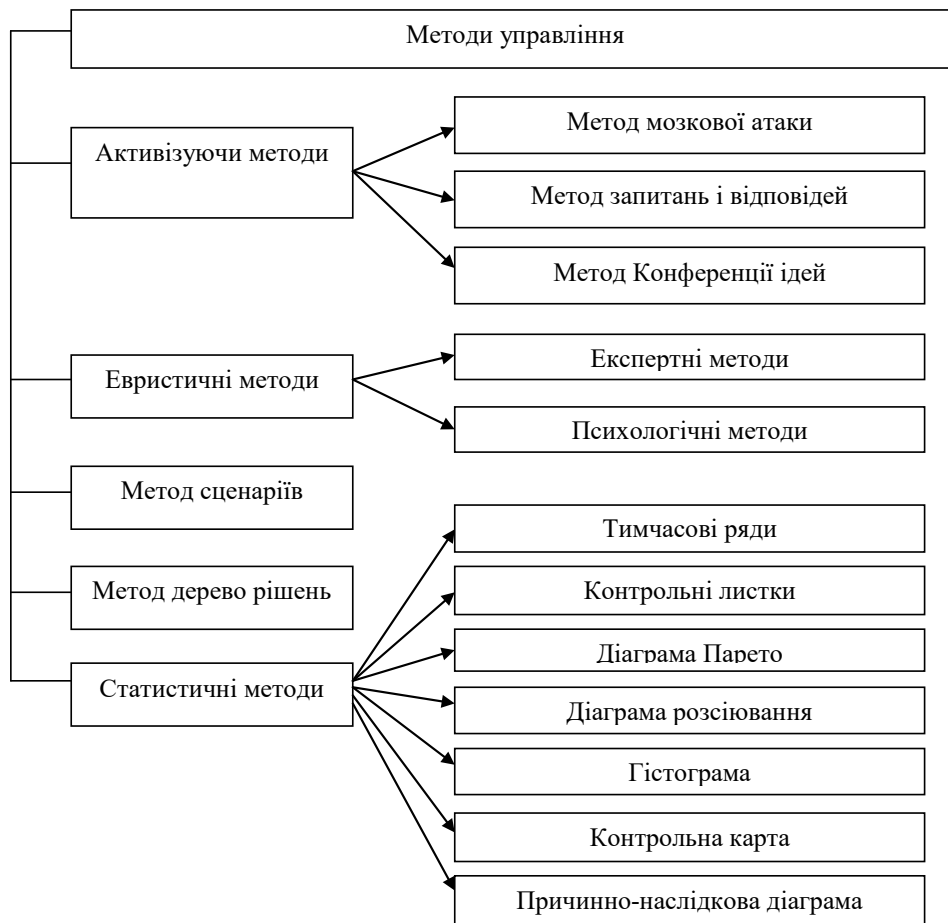 Методи управління
Активізуючи методи
Метод мозкової атаки
Метод запитань і відповідей
Метод Конференції ідей
Евристичні методи
Експертні методи
Психологічні методи
Метод сценаріїв
Метод дерево рішень
Статистичні методи
Тимчасові ряди
Контрольні листки
Діаграма Парето
Діаграма розсіювання
Гістограма
Контрольна карта
Причинно-наслідкова діаграма